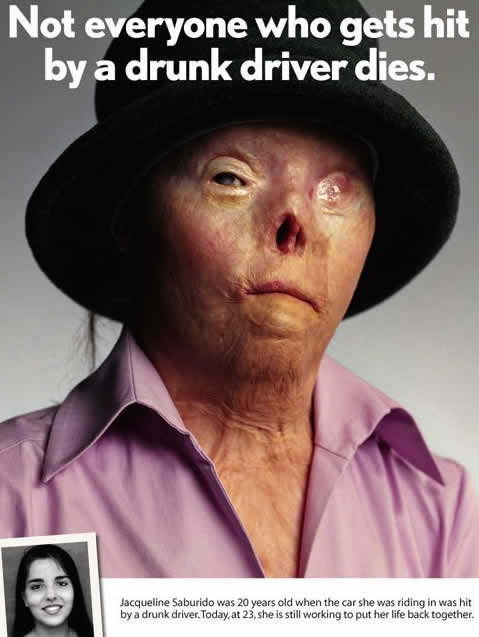 Not everyone who gets hit
by a drunk driver dies.
Jacqueline Saburido was 20 years old when the car she was riding in was hit
by a drunk driver. Today, at 23, she is still working to put her life back together.